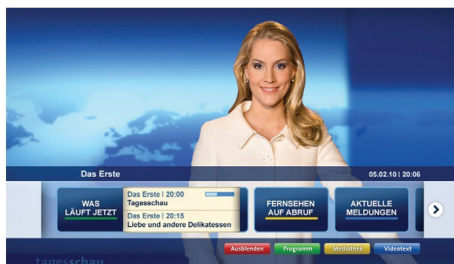 Das Erste
05.02.10 | 20:06
WAS
LÄUFT JETZT
Das Erste | 20:00
Tagesschau
Das Erste | 20:15
Liebe und andere Delikatessen
FERNSEHEN
AUF ABRUF
AKTUELLE
MELDUNGEN
Ausblenden
Programm
Mediathek
Videotext
tagesschau